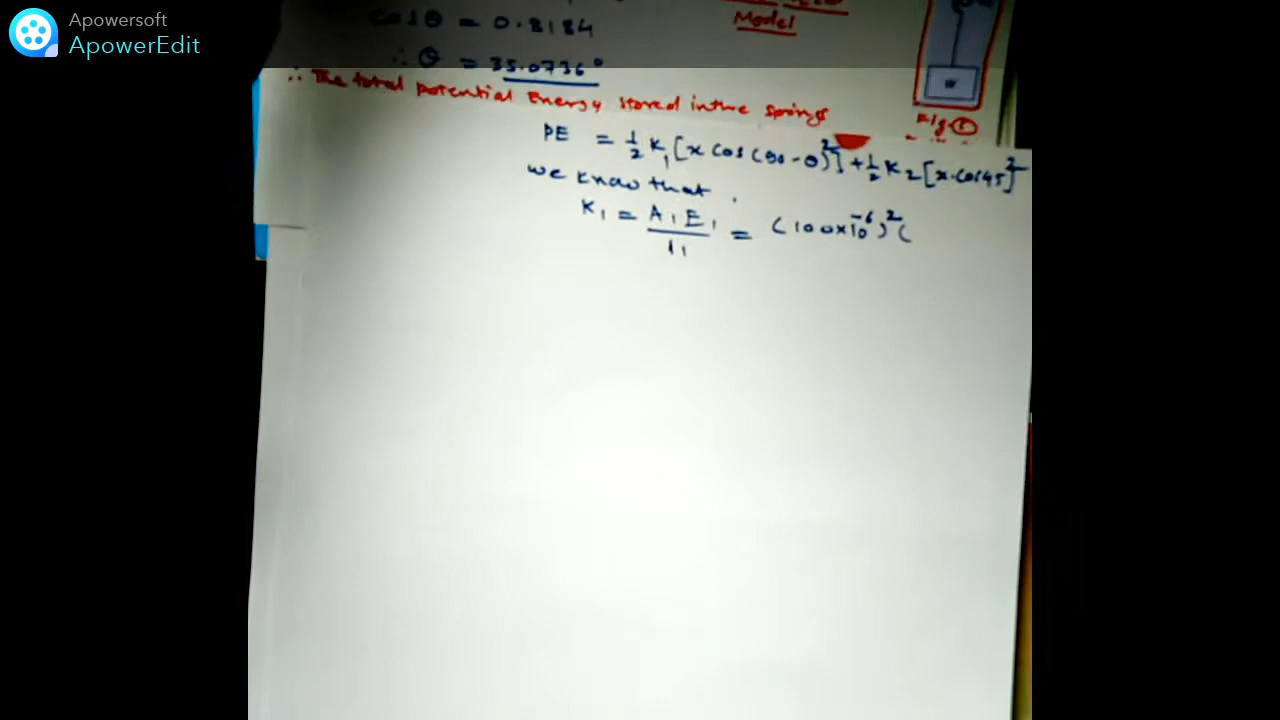 Apowersoft
ApowerEdit
cos θ = 0.8184
Model
∴ θ = 35.0736°
W
∴ The total potential Energy stored in the springs
Fig ①
PE = 1/2 K₁ [x cos (90 - θ)²] + 1/2 K₂ [x.cos 45]²
we know that
K₁ = A₁E₁/l₁ = (100×10⁻⁶)² (